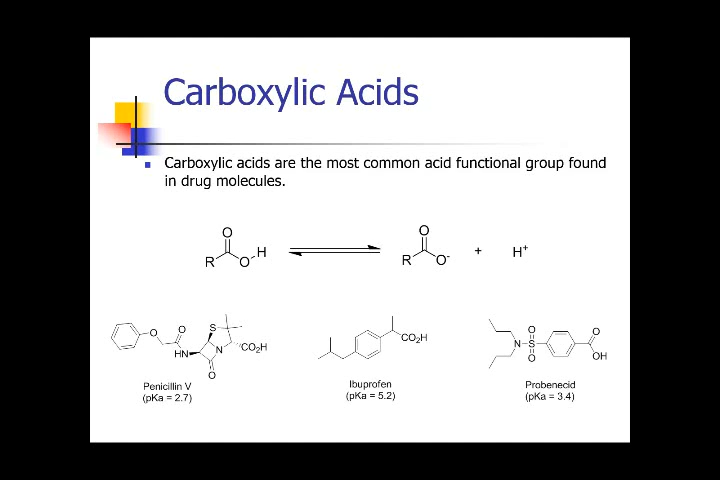 Carboxylic Acids
Carboxylic acids are the most common acid functional group found
in drug molecules.
O
R
O
H
O
R
O-
+
H+
O
O
HN
S
N
O
CO2H
Penicillin V
(pKa = 2.7)
CO2H
Ibuprofen
(pKa = 5.2)
N
O
S
O
O
OH
Probenecid
(pKa = 3.4)